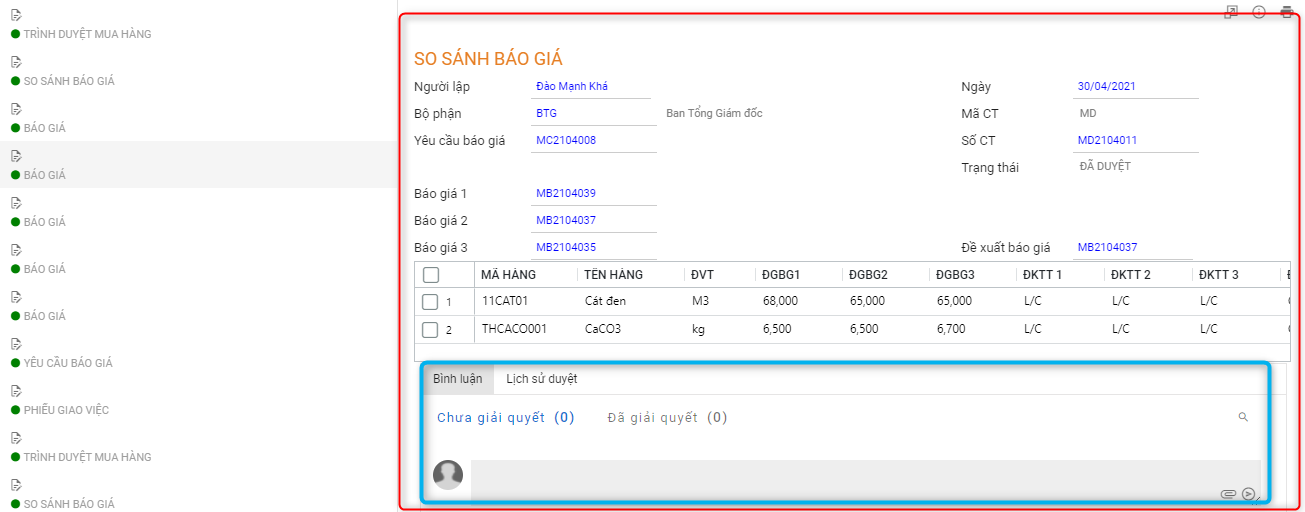 TRÌNH DUYỆT MUA HÀNG
SO SÁNH BÁO GIÁ
BÁO GIÁ
BÁO GIÁ
BÁO GIÁ
BÁO GIÁ
BÁO GIÁ
YÊU CẦU BÁO GIÁ
PHIẾU GIAO VIỆC
TRÌNH DUYỆT MUA HÀNG
SO SÁNH BÁO GIÁ
SO SÁNH BÁO GIÁ
Người lập Đào Mạnh Khá Ngày 30/04/2021
Bộ phận BTG Ban Tổng Giám đốc Mã CT MD
Yêu cầu báo giá MC2104008 Số CT MD2104011
Trạng thái ĐÃ DUYỆT
Báo giá 1 MB2104039
Báo giá 2 MB2104037
Báo giá 3 MB2104035 Đề xuất báo giá MB2104037
MÃ HÀNG TÊN HÀNG ĐVT ĐGBG1 ĐGBG2 ĐGBG3 ĐKTT 1 ĐKTT 2 ĐKTT 3
1 11CAT01 Cát đen M3 68,000 65,000 65,000 L/C L/C L/C
2 THCACO001 CaCO3 kg 6,500 6,500 6,700 L/C L/C L/C
Bình luận Lịch sử duyệt
Chưa giải quyết (0) Đã giải quyết (0)